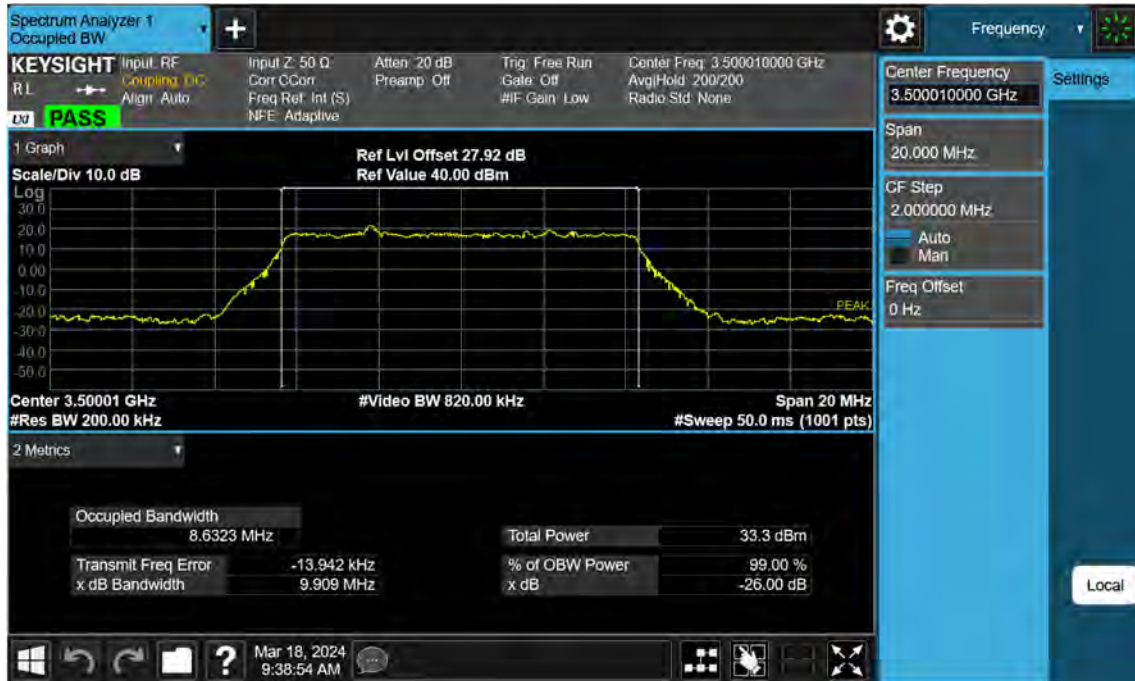 Spectrum Analyzer 1
Occupied BW
+
Frequency
KEYSIGHT
RL
LXI
PASS
Input: RF
Coupling: DC
Align: Auto
Input Z: 50 Ω
Corr CCorr
Freq Ref: Int (S)
NFE: Adaptive
Atten: 20 dB
Preamp: Off
Trig: Free Run
Gate: Off
#IF Gain: Low
Center Freq: 3.500010000 GHz
Avg|Hold: 200/200
Radio Std: None
Center Frequency
3.500010000 GHz
Settings
Span
20.000 MHz
CF Step
2.000000 MHz
Auto
Man
Freq Offset
0 Hz
1 Graph
Scale/Div 10.0 dB
Ref Lvl Offset 27.92 dB
Ref Value 40.00 dBm
Log
30.0
20.0
10.0
0.00
-10.0
-20.0
-30.0
-40.0
-50.0
PEAK
Center 3.50001 GHz
#Video BW 820.00 kHz
Span 20 MHz
#Res BW 200.00 kHz
#Sweep 50.0 ms (1001 pts)
2 Metrics
Occupied Bandwidth
8.6323 MHz
Total Power 33.3 dBm
Transmit Freq Error -13.942 kHz
% of OBW Power 99.00 %
x dB Bandwidth 9.909 MHz
x dB -26.00 dB
Local
?
Mar 18, 2024
9:38:54 AM